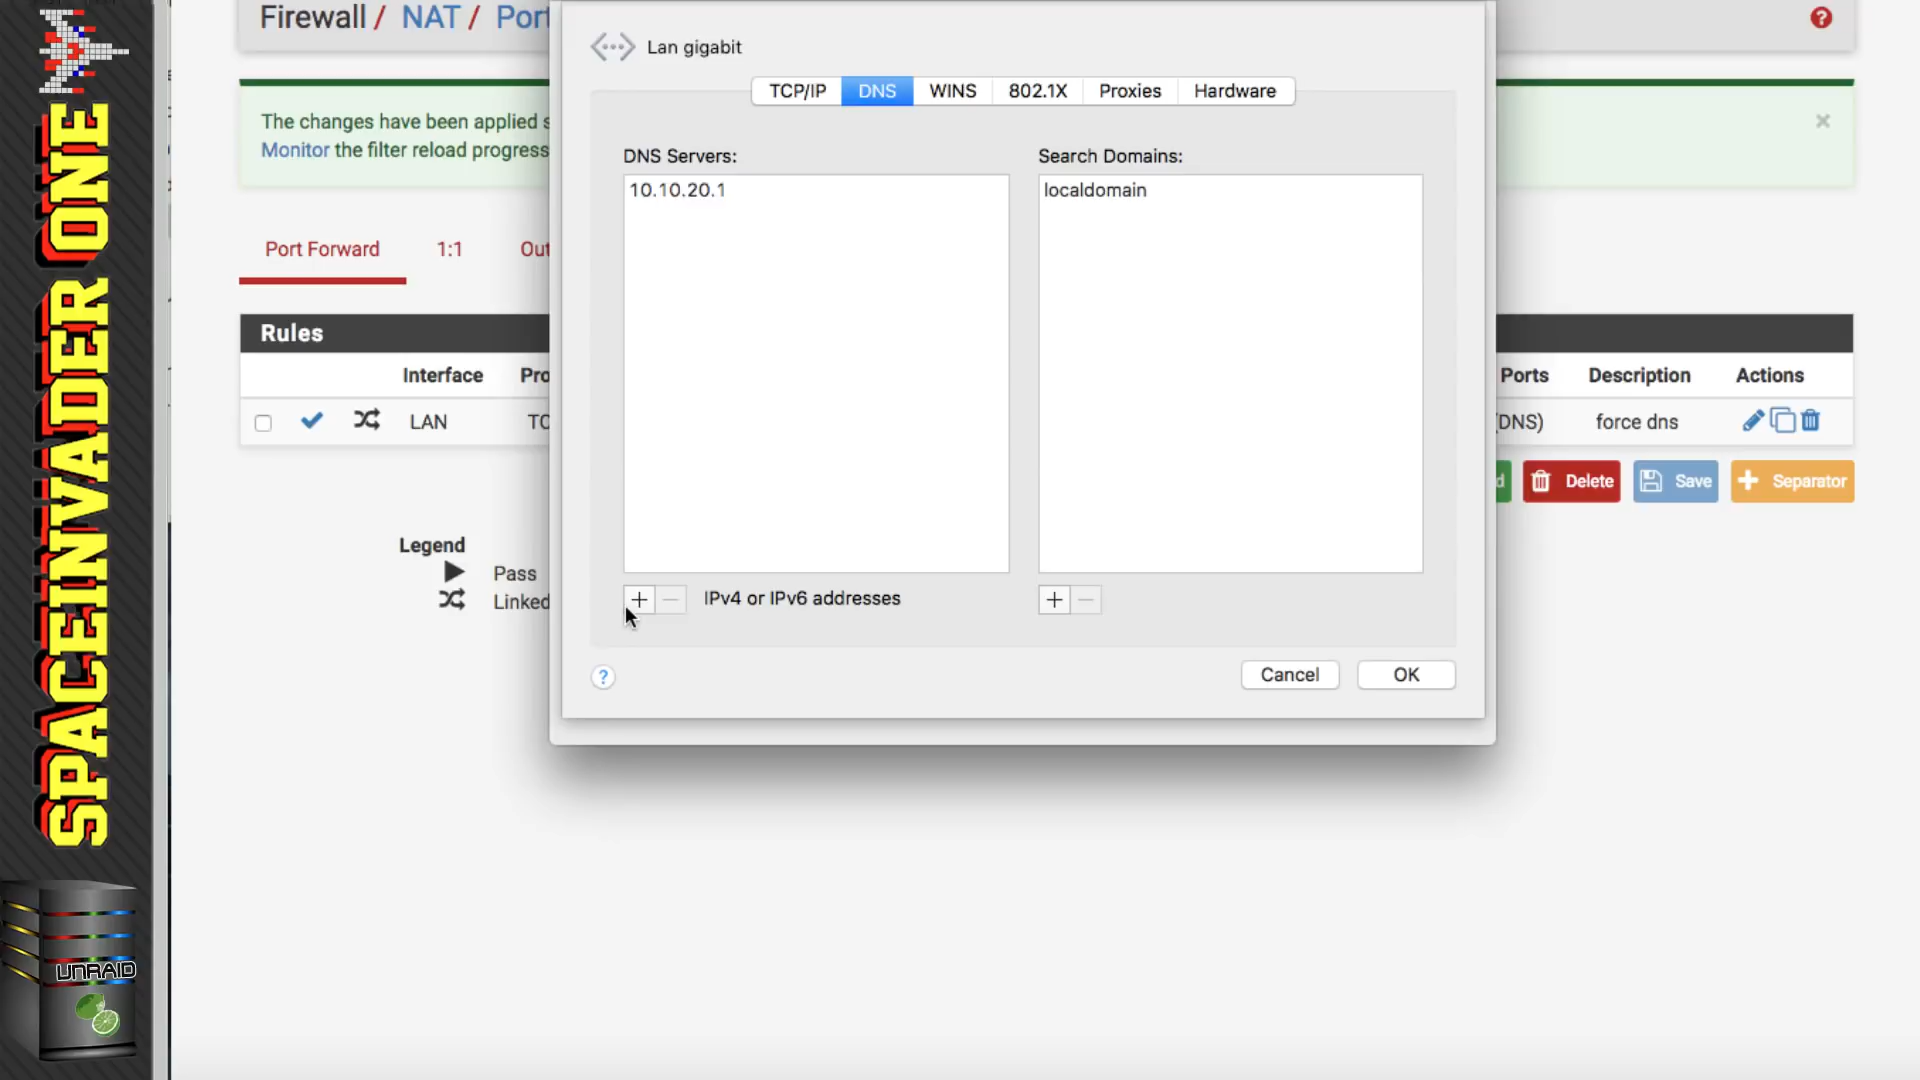 SPACEINVADER ONE
UNRAID
Firewall / NAT / Port
The changes have been applied s
Monitor the filter reload progress
Port Forward 1:1 Out
Rules
Interface Pro Ports Description Actions
LAN TC (DNS) force dns
d Delete Save Separator
Legend
Pass
Linked
Lan gigabit
TCP/IP DNS WINS 802.1X Proxies Hardware
DNS Servers: Search Domains:
10.10.20.1 localdomain
+ − IPv4 or IPv6 addresses + −
? Cancel OK